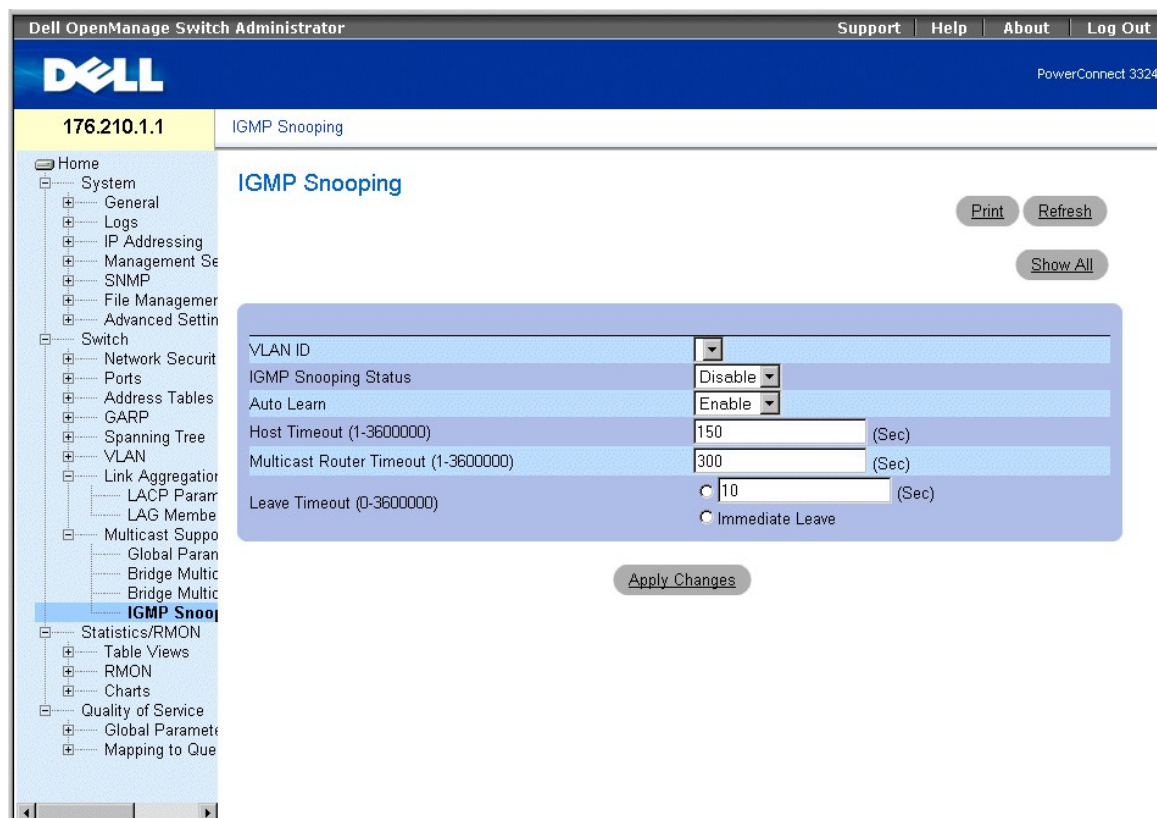 Dell OpenManage Switch Administrator Support Help About Log Out
DELL
PowerConnect 3324
176.210.1.1
IGMP Snooping
Home
System
General
Logs
IP Addressing
Management Se
SNMP
File Managemer
Advanced Settin
Switch
Network Securit
Ports
Address Tables
GARP
Spanning Tree
VLAN
Link Aggregation
LACP Param
LAG Membe
Multicast Suppo
Global Param
Bridge Multic
Bridge Multic
IGMP Snoop
Statistics/RMON
Table Views
RMON
Charts
Quality of Service
Global Paramete
Mapping to Que
IGMP Snooping
Print Refresh
Show All
VLAN ID
IGMP Snooping Status Disable
Auto Learn Enable
Host Timeout (1-3600000) 150 (Sec)
Multicast Router Timeout (1-3600000) 300 (Sec)
Leave Timeout (0-3600000) 10 (Sec)
Immediate Leave
Apply Changes